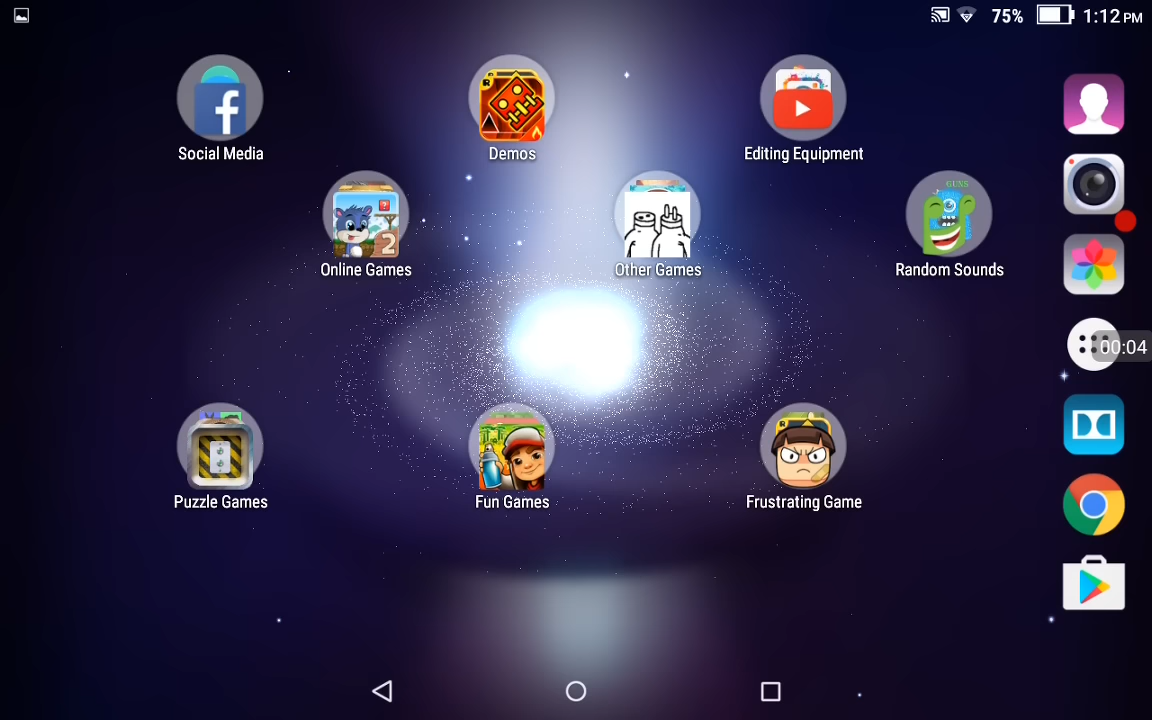 75% 1:12 PM
Social Media
Demos
Editing Equipment
GUNS
Online Games
Other Games
Random Sounds
00:04
Puzzle Games
Fun Games
Frustrating Game